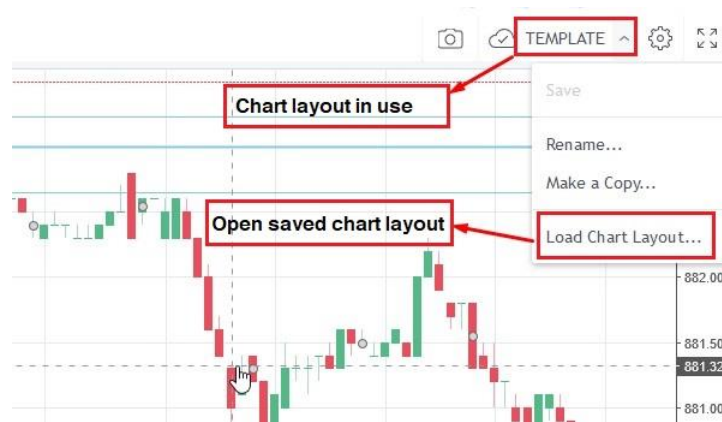 TEMPLATE
Chart layout in use
Save
Rename...
Make a Copy...
Open saved chart layout
Load Chart Layout...
882.00
881.50
881.32
881.00